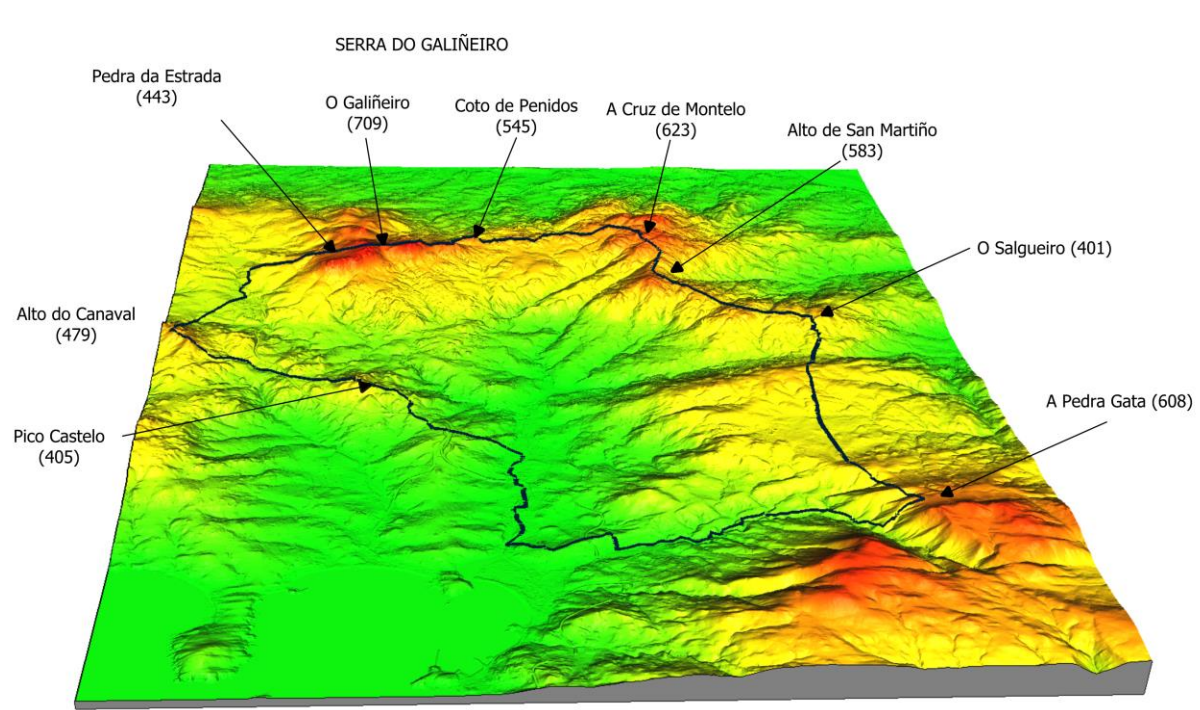 SERRA DO GALIÑEIRO
Pedra da Estrada
(443)
O Galiñeiro
(709)
Coto de Penidos
(545)
A Cruz de Montelo
(623)
Alto de San Martiño
(583)
O Salgueiro (401)
Alto do Canaval
(479)
A Pedra Gata (608)
Pico Castelo
(405)